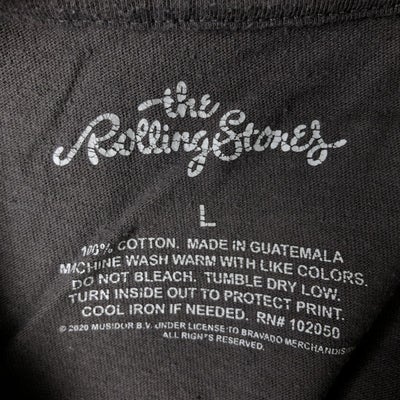 the
Rolling Stones
L
100% COTTON. MADE IN GUATEMALA
MACHINE WASH WARM WITH LIKE COLORS.
DO NOT BLEACH. TUMBLE DRY LOW.
TURN INSIDE OUT TO PROTECT PRINT.
COOL IRON IF NEEDED. RN# 102050
© 2020 MUSIDOR B.V. UNDER LICENSE TO BRAVADO MERCHANDIS
ALL RIGHTS RESERVED.